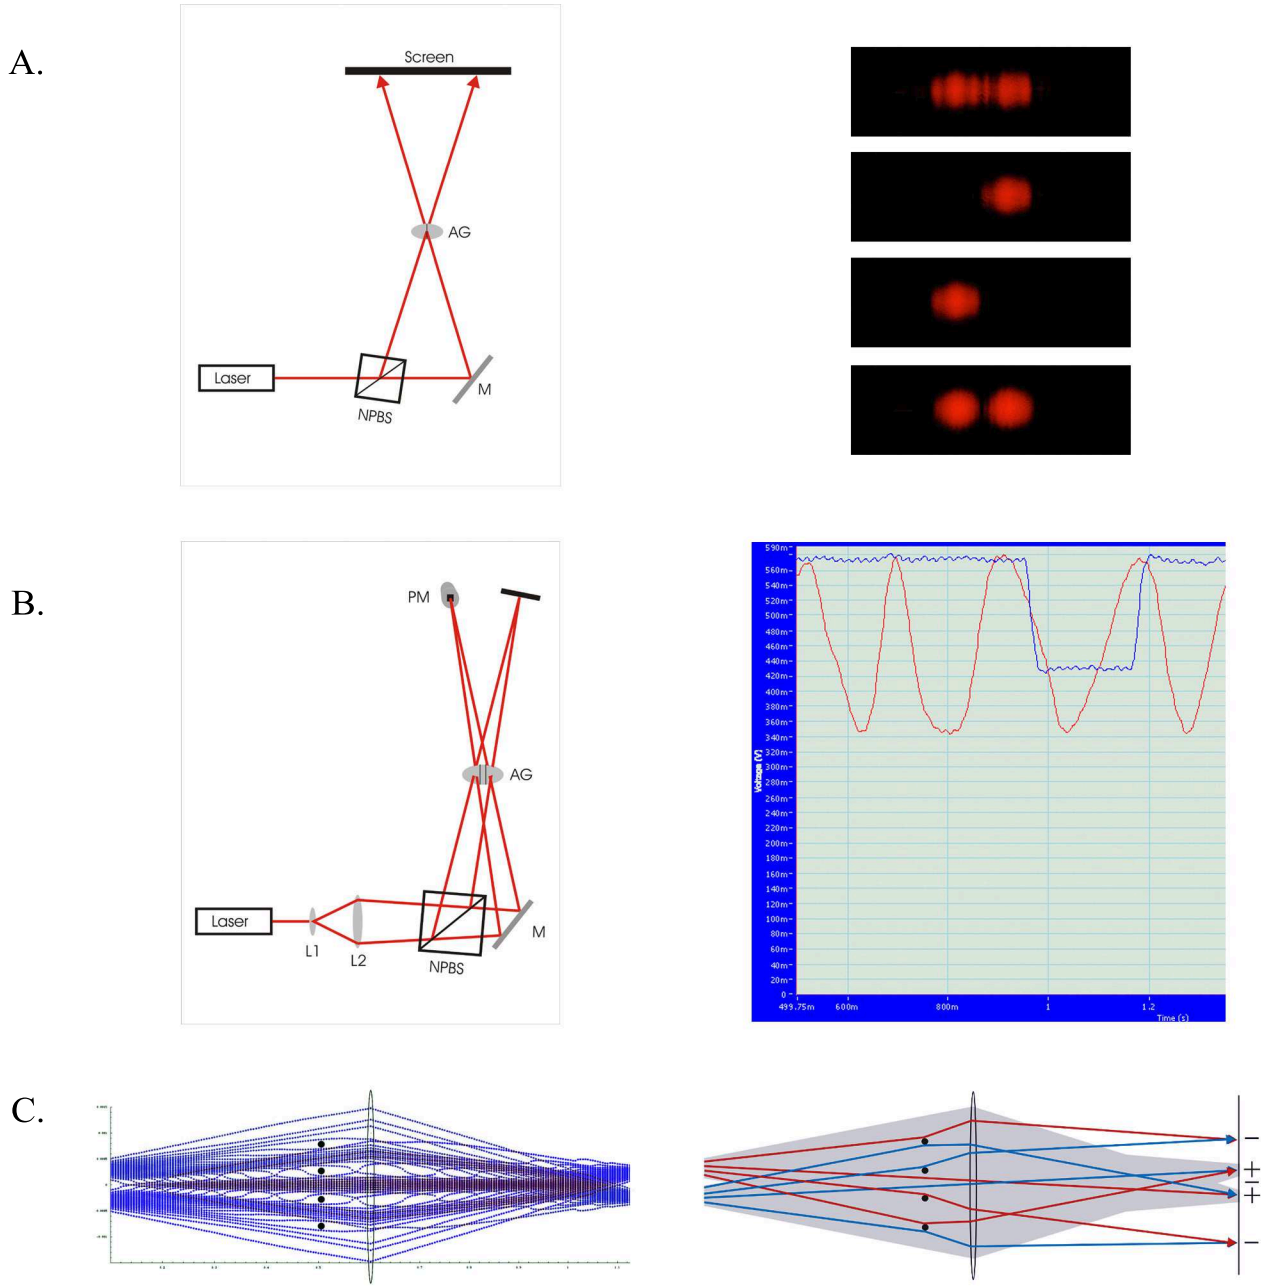 A.
Screen
AG
Laser
M
NPBS
B.
PM
AG
Laser
L1
L2
NPBS
M
590m
560m
540m
520m
500m
480m
460m
440m
420m
400m
380m
360m
340m
320m
300m
280m
260m
240m
220m
200m
180m
160m
140m
120m
100m
80m
60m
40m
20m
0
Voltage (V)
499.75m 600m 800m 1 1.2
Time (s)
C.
−
+
−
+
−